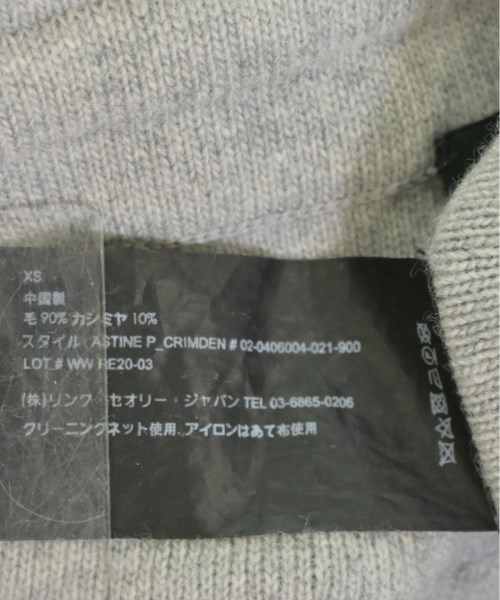 XS
中国製
毛 90% カシミヤ 10%
スタイル ASTINE P_CRIMDEN # 02-0406004-021-900
LOT # WW RE20-03
(株)リンク セオリー・ジャパン TEL 03-6865-0206
クリーニングネット使用 アイロンはあて布使用